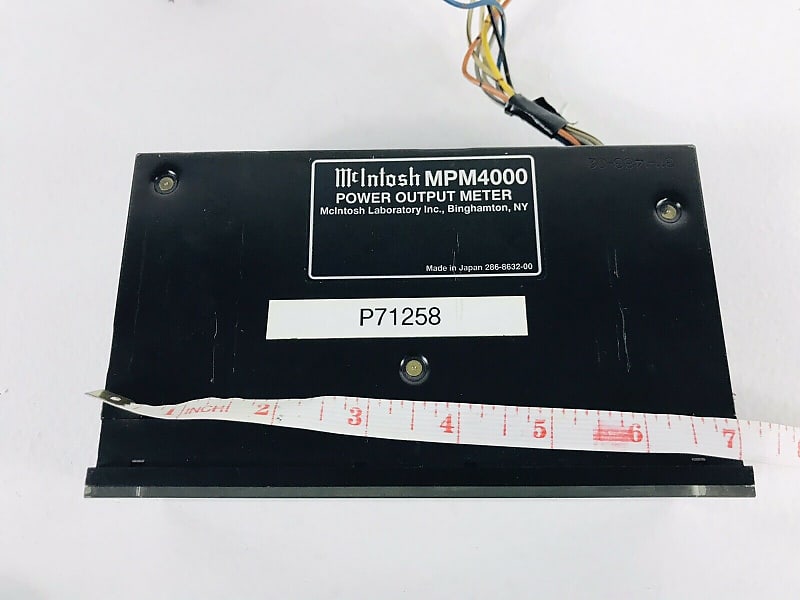 McIntosh MPM4000
POWER OUTPUT METER
McIntosh Laboratory Inc., Binghamton, NY
Made in Japan 286-8632-00
P71258
1 INCH 2 3 4 5 6 7